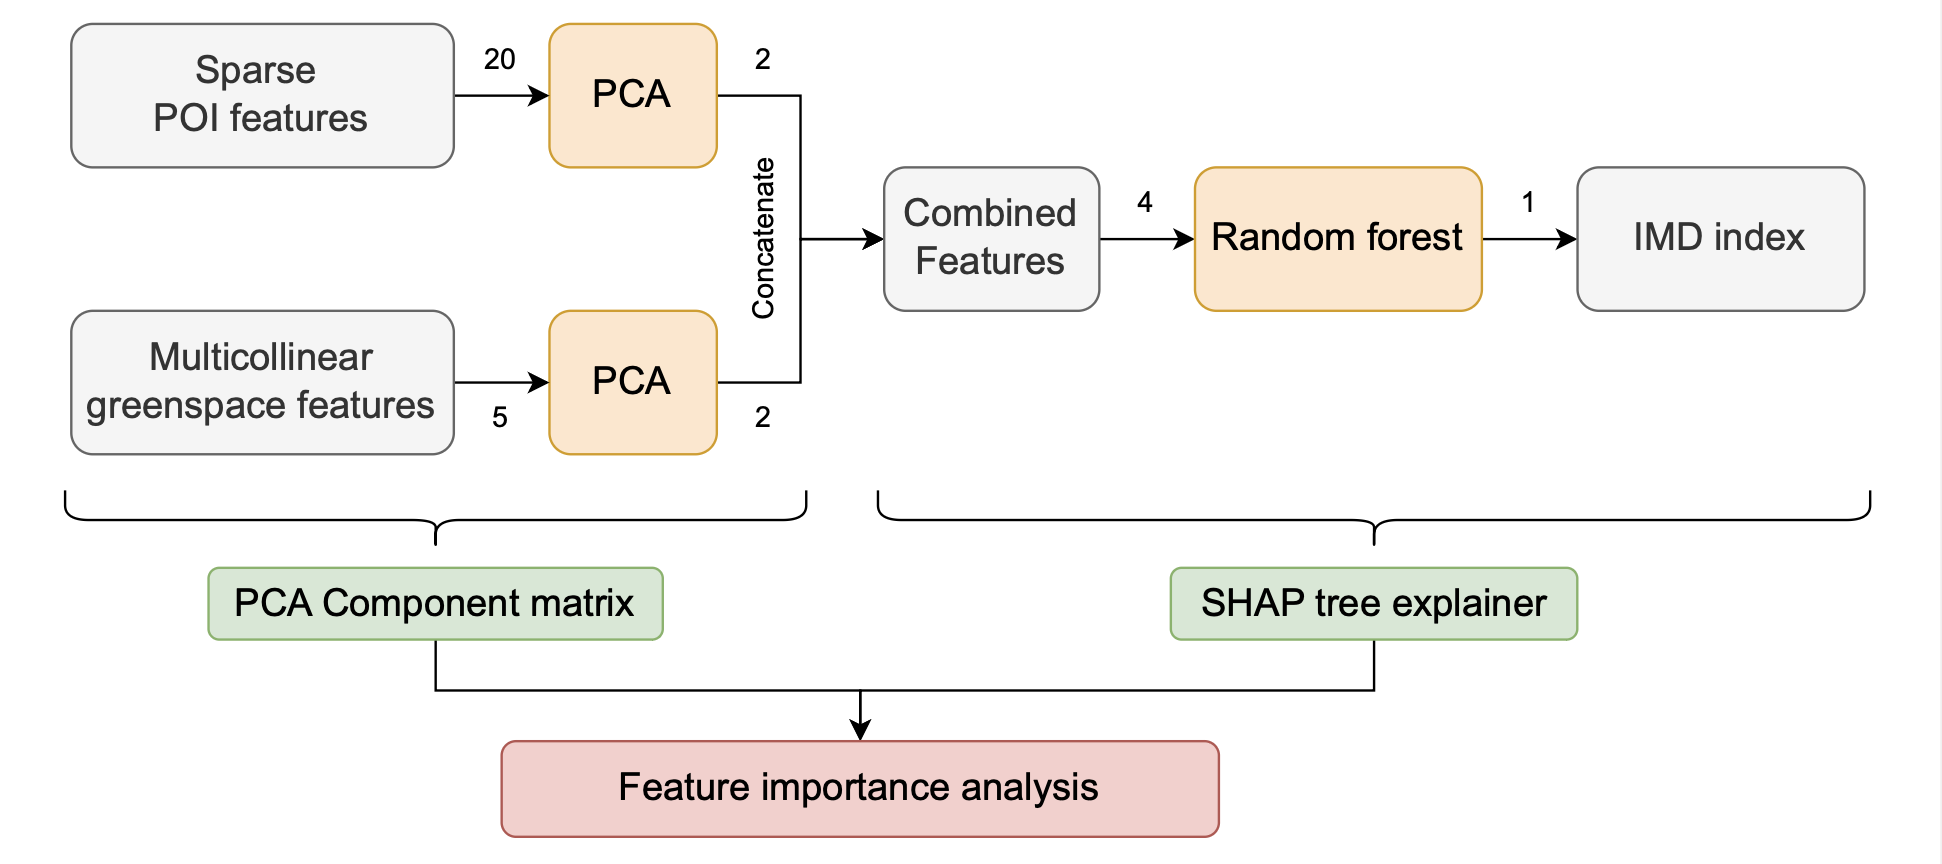 Sparse
POI features
20
PCA
2
Concatenate
Multicollinear
greenspace features
5
PCA
2
Combined
Features
4
Random forest
1
IMD index
PCA Component matrix
SHAP tree explainer
Feature importance analysis